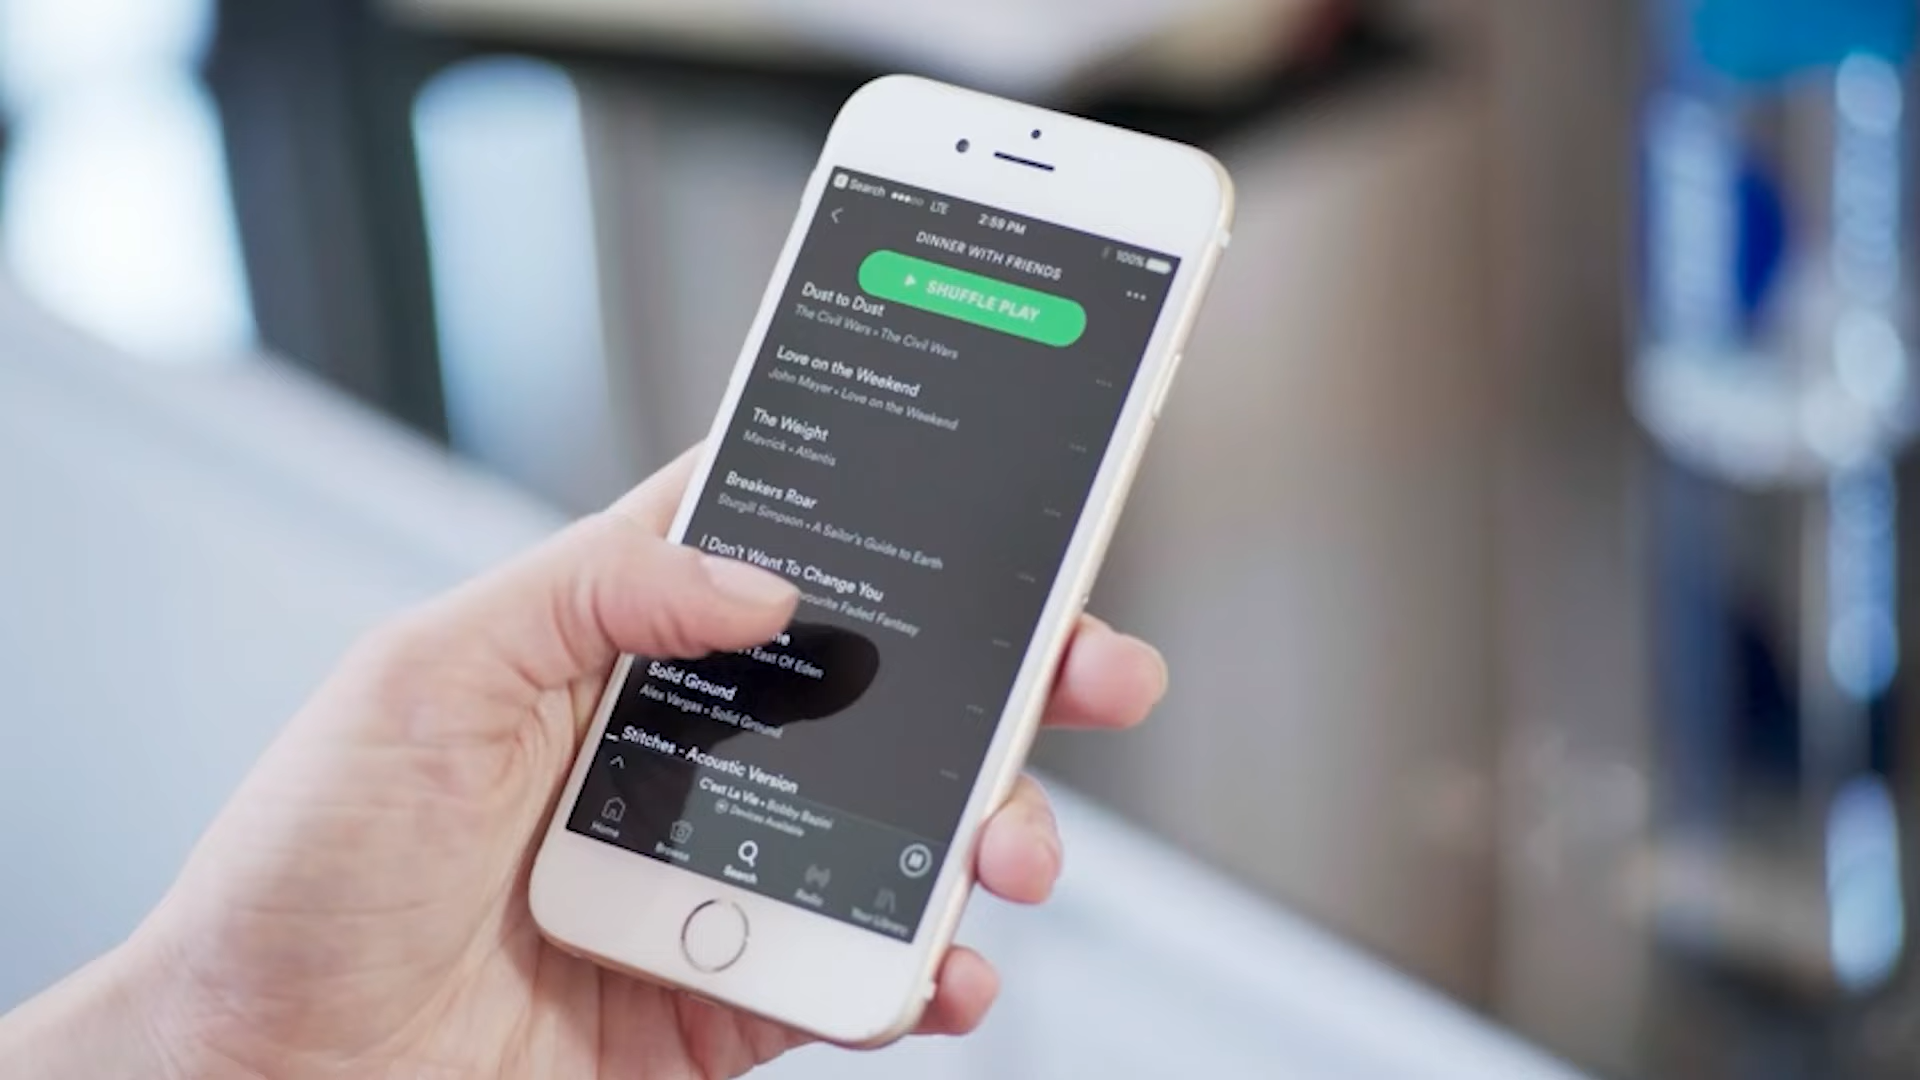 Search LTE 2:59 PM 100%
DINNER WITH FRIENDS
SHUFFLE PLAY
Dust to Dust
The Civil Wars • The Civil Wars
Love on the Weekend
John Mayer • Love on the Weekend
The Weight
Mavrick • Atlantis
Breakers Roar
Sturgill Simpson • A Sailor's Guide to Earth
I Don't Want To Change You
Faded Fantasy
• East Of Eden
Solid Ground
Alex Vargas • Solid Ground
Stitches - Acoustic Version
C'est La Vie • Bobby Bazini
Devices Available
Home Browse Search Radio Your Library